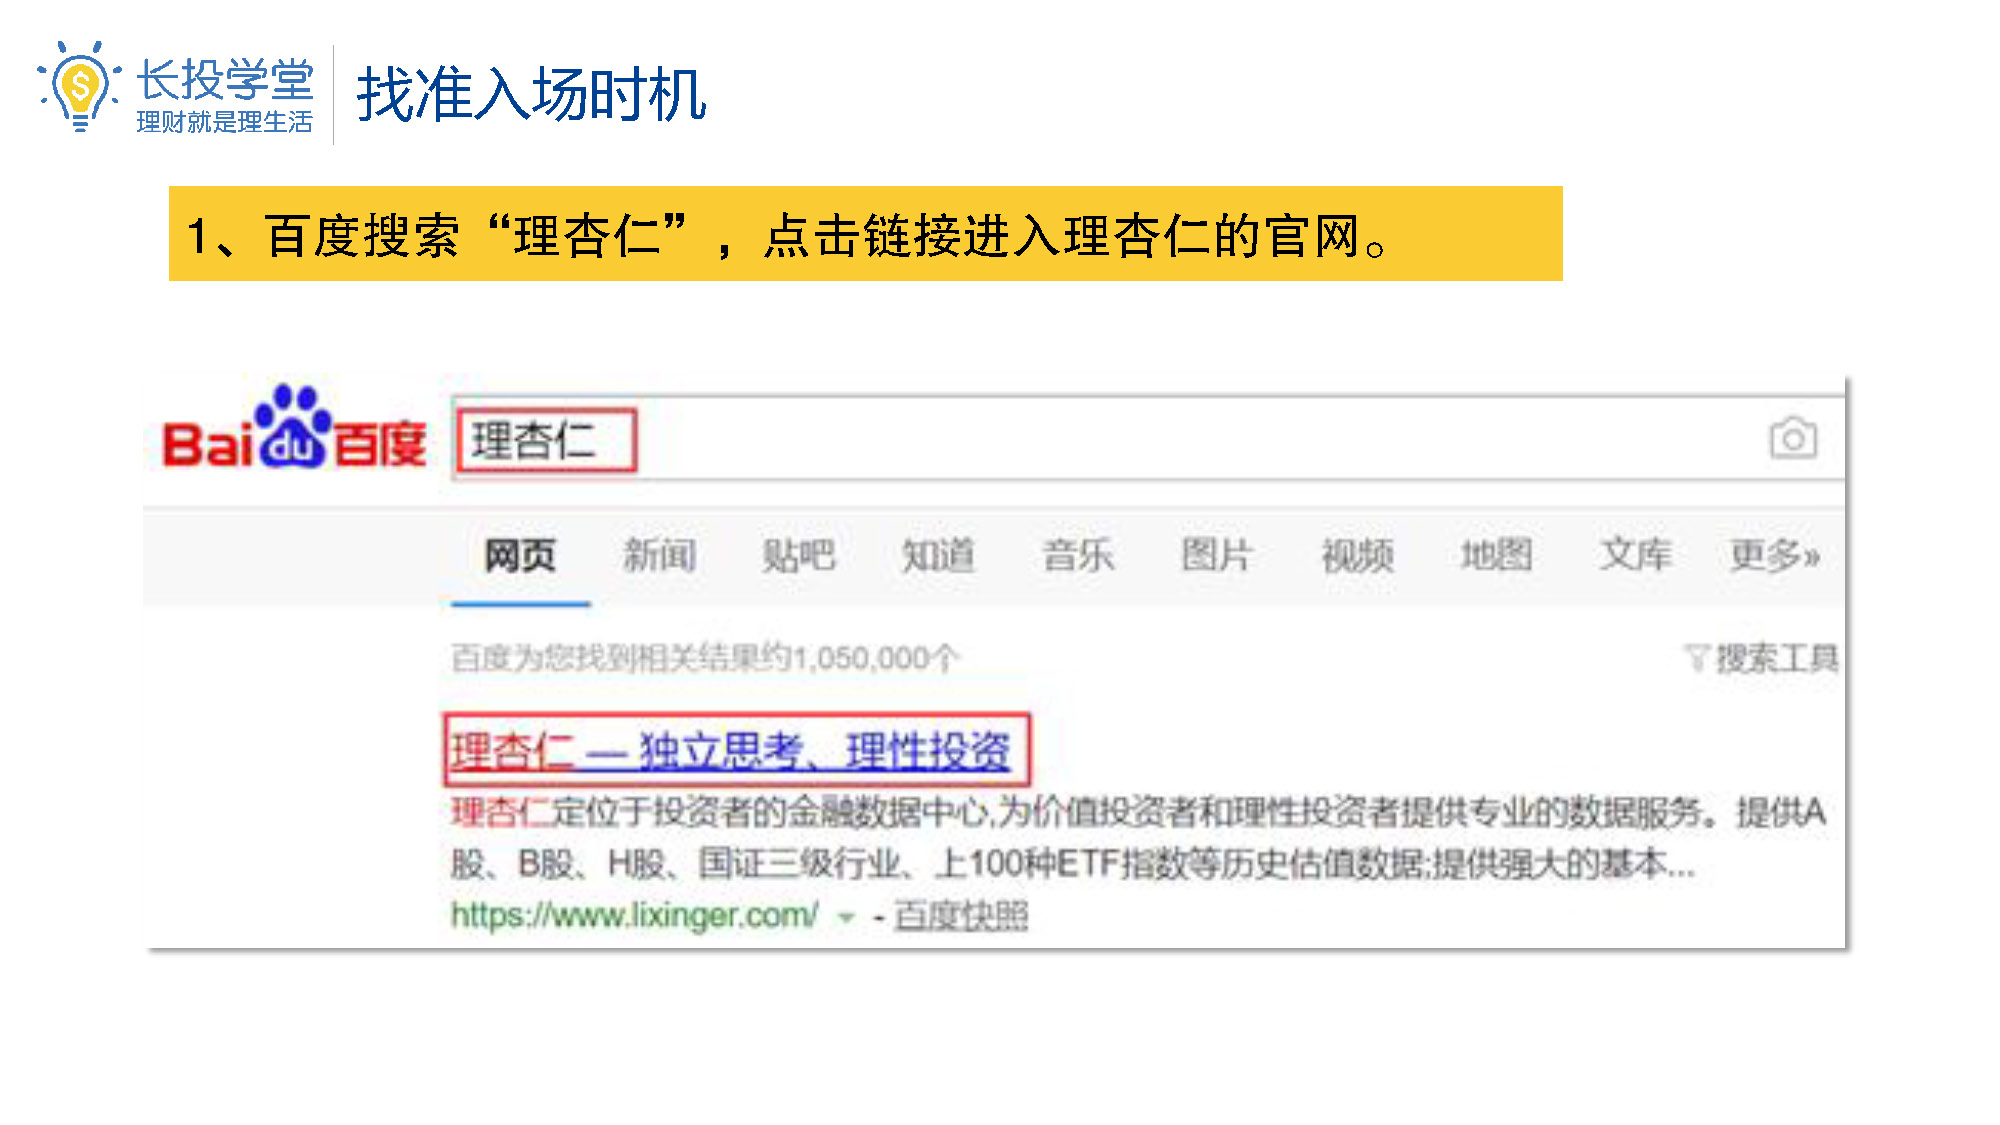 长投学堂
理财就是理生活
找准入场时机
1、百度搜索“理杏仁”，点击链接进入理杏仁的官网。
Bai du 百度
理杏仁
网页 新闻 贴吧 知道 音乐 图片 视频 地图 文库 更多»
百度为您找到相关结果约1,050,000个
搜索工具
理杏仁 — 独立思考、理性投资
理杏仁定位于投资者的金融数据中心,为价值投资者和理性投资者提供专业的数据服务。提供A
股、B股、H股、国证三级行业、上100种ETF指数等历史估值数据;提供强大的基本...
https://www.lixinger.com/ - 百度快照